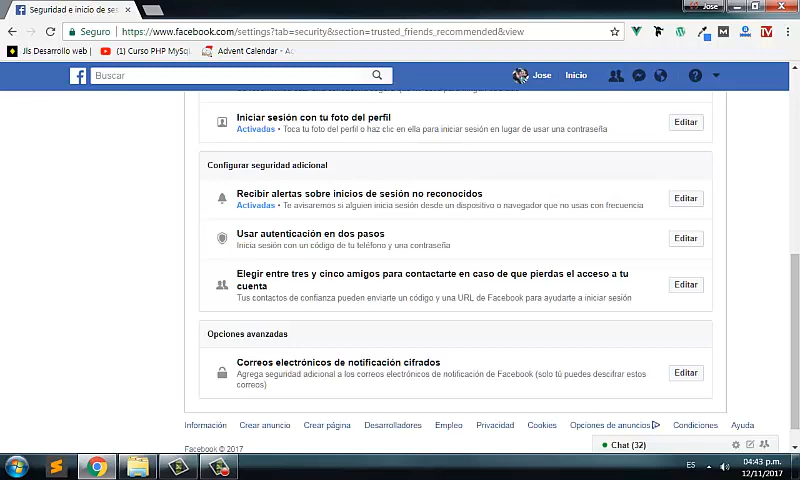 Seguridad e inicio de ses
Jose
Seguro
https://www.facebook.com/settings?tab=security&section=trusted_friends_recommended&view
Jls Desarrollo web |
(1) Curso PHP MySql
Advent Calendar - Ac
Buscar
Jose
Inicio
Iniciar sesión con tu foto del perfil
Activadas • Toca tu foto del perfil o haz clic en ella para iniciar sesión en lugar de usar una contraseña
Editar
Configurar seguridad adicional
Recibir alertas sobre inicios de sesión no reconocidos
Activadas • Te avisaremos si alguien inicia sesión desde un dispositivo o navegador que no usas con frecuencia
Editar
Usar autenticación en dos pasos
Inicia sesión con un código de tu teléfono y una contraseña
Editar
Elegir entre tres y cinco amigos para contactarte en caso de que pierdas el acceso a tu
cuenta
Tus contactos de confianza pueden enviarte un código y una URL de Facebook para ayudarte a iniciar sesión
Editar
Opciones avanzadas
Correos electrónicos de notificación cifrados
Agrega seguridad adicional a los correos electrónicos de notificación de Facebook (solo tú puedes descifrar estos
correos)
Editar
Información Crear anuncio Crear página Desarrolladores Empleo Privacidad Cookies Opciones de anuncios Condiciones Ayuda
Facebook © 2017
Chat (32)
ES
04:43 p.m.
12/11/2017